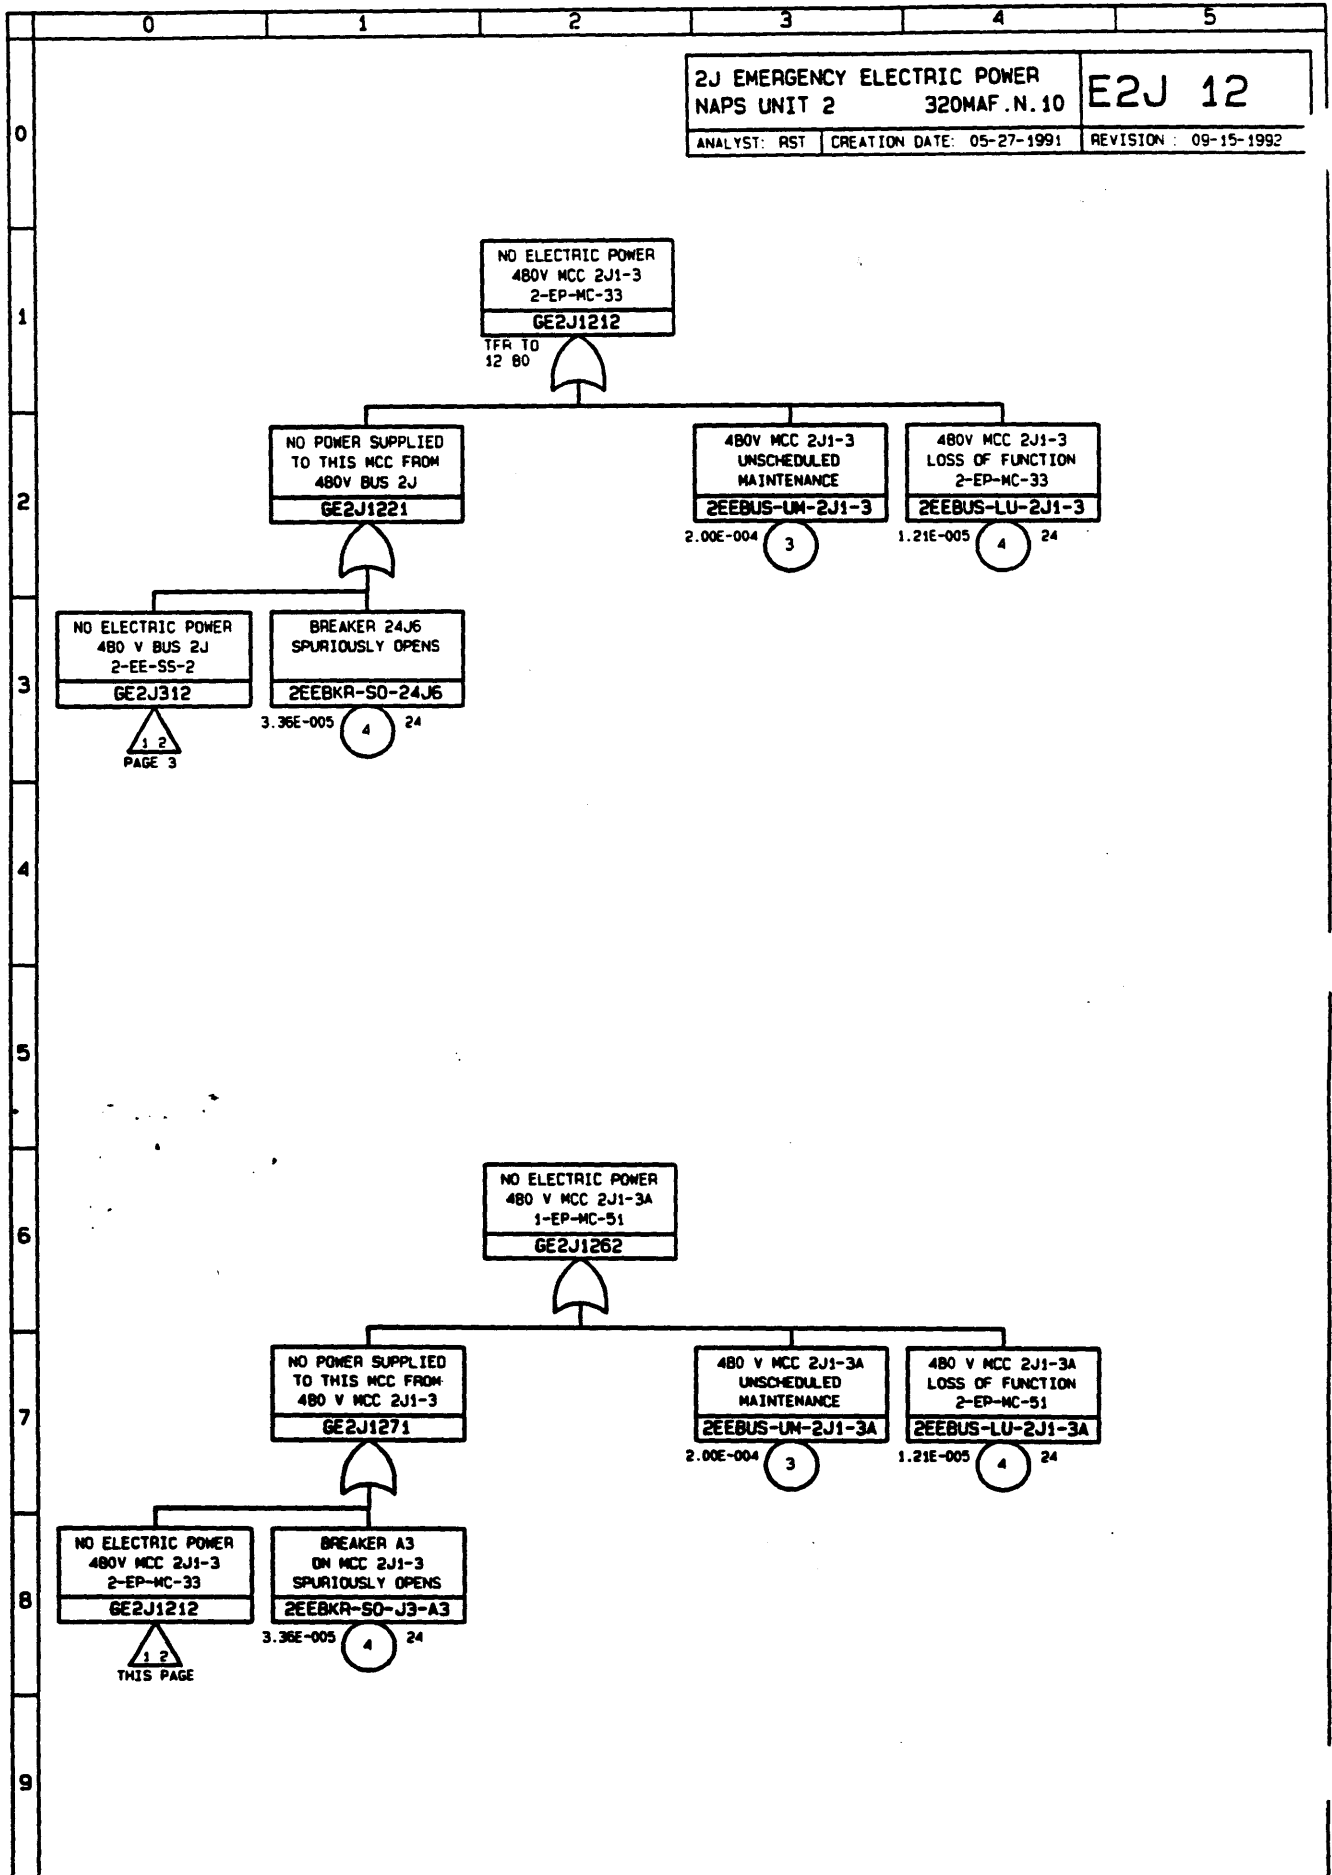 0 1 2 3 4 5
2J EMERGENCY ELECTRIC POWER
NAPS UNIT 2 320MAF.N.10
E2J 12
ANALYST: RST CREATION DATE: 05-27-1991 REVISION : 09-15-1992
0
NO ELECTRIC POWER
480V MCC 2J1-3
2-EP-MC-33
GE2J1212
TFR TO
12 80
1
NO POWER SUPPLIED
TO THIS MCC FROM
480V BUS 2J
GE2J1221
480V MCC 2J1-3
UNSCHEDULED
MAINTENANCE
2EEBUS-UM-2J1-3
2.00E-004 3
480V MCC 2J1-3
LOSS OF FUNCTION
2-EP-MC-33
2EEBUS-LU-2J1-3
1.21E-005 4 24
2
NO ELECTRIC POWER
480 V BUS 2J
2-EE-SS-2
GE2J312
1 2
PAGE 3
BREAKER 24J6
SPURIOUSLY OPENS
2EEBKR-SO-24J6
3.36E-005 4 24
3
4
5
NO ELECTRIC POWER
480 V MCC 2J1-3A
1-EP-MC-51
GE2J1262
6
NO POWER SUPPLIED
TO THIS MCC FROM
480 V MCC 2J1-3
GE2J1271
480 V MCC 2J1-3A
UNSCHEDULED
MAINTENANCE
2EEBUS-UM-2J1-3A
2.00E-004 3
480 V MCC 2J1-3A
LOSS OF FUNCTION
2-EP-MC-51
2EEBUS-LU-2J1-3A
1.21E-005 4 24
7
NO ELECTRIC POWER
480V MCC 2J1-3
2-EP-MC-33
GE2J1212
1 2
THIS PAGE
BREAKER A3
ON MCC 2J1-3
SPURIOUSLY OPENS
2EEBKR-SO-J3-A3
3.36E-005 4 24
8
9